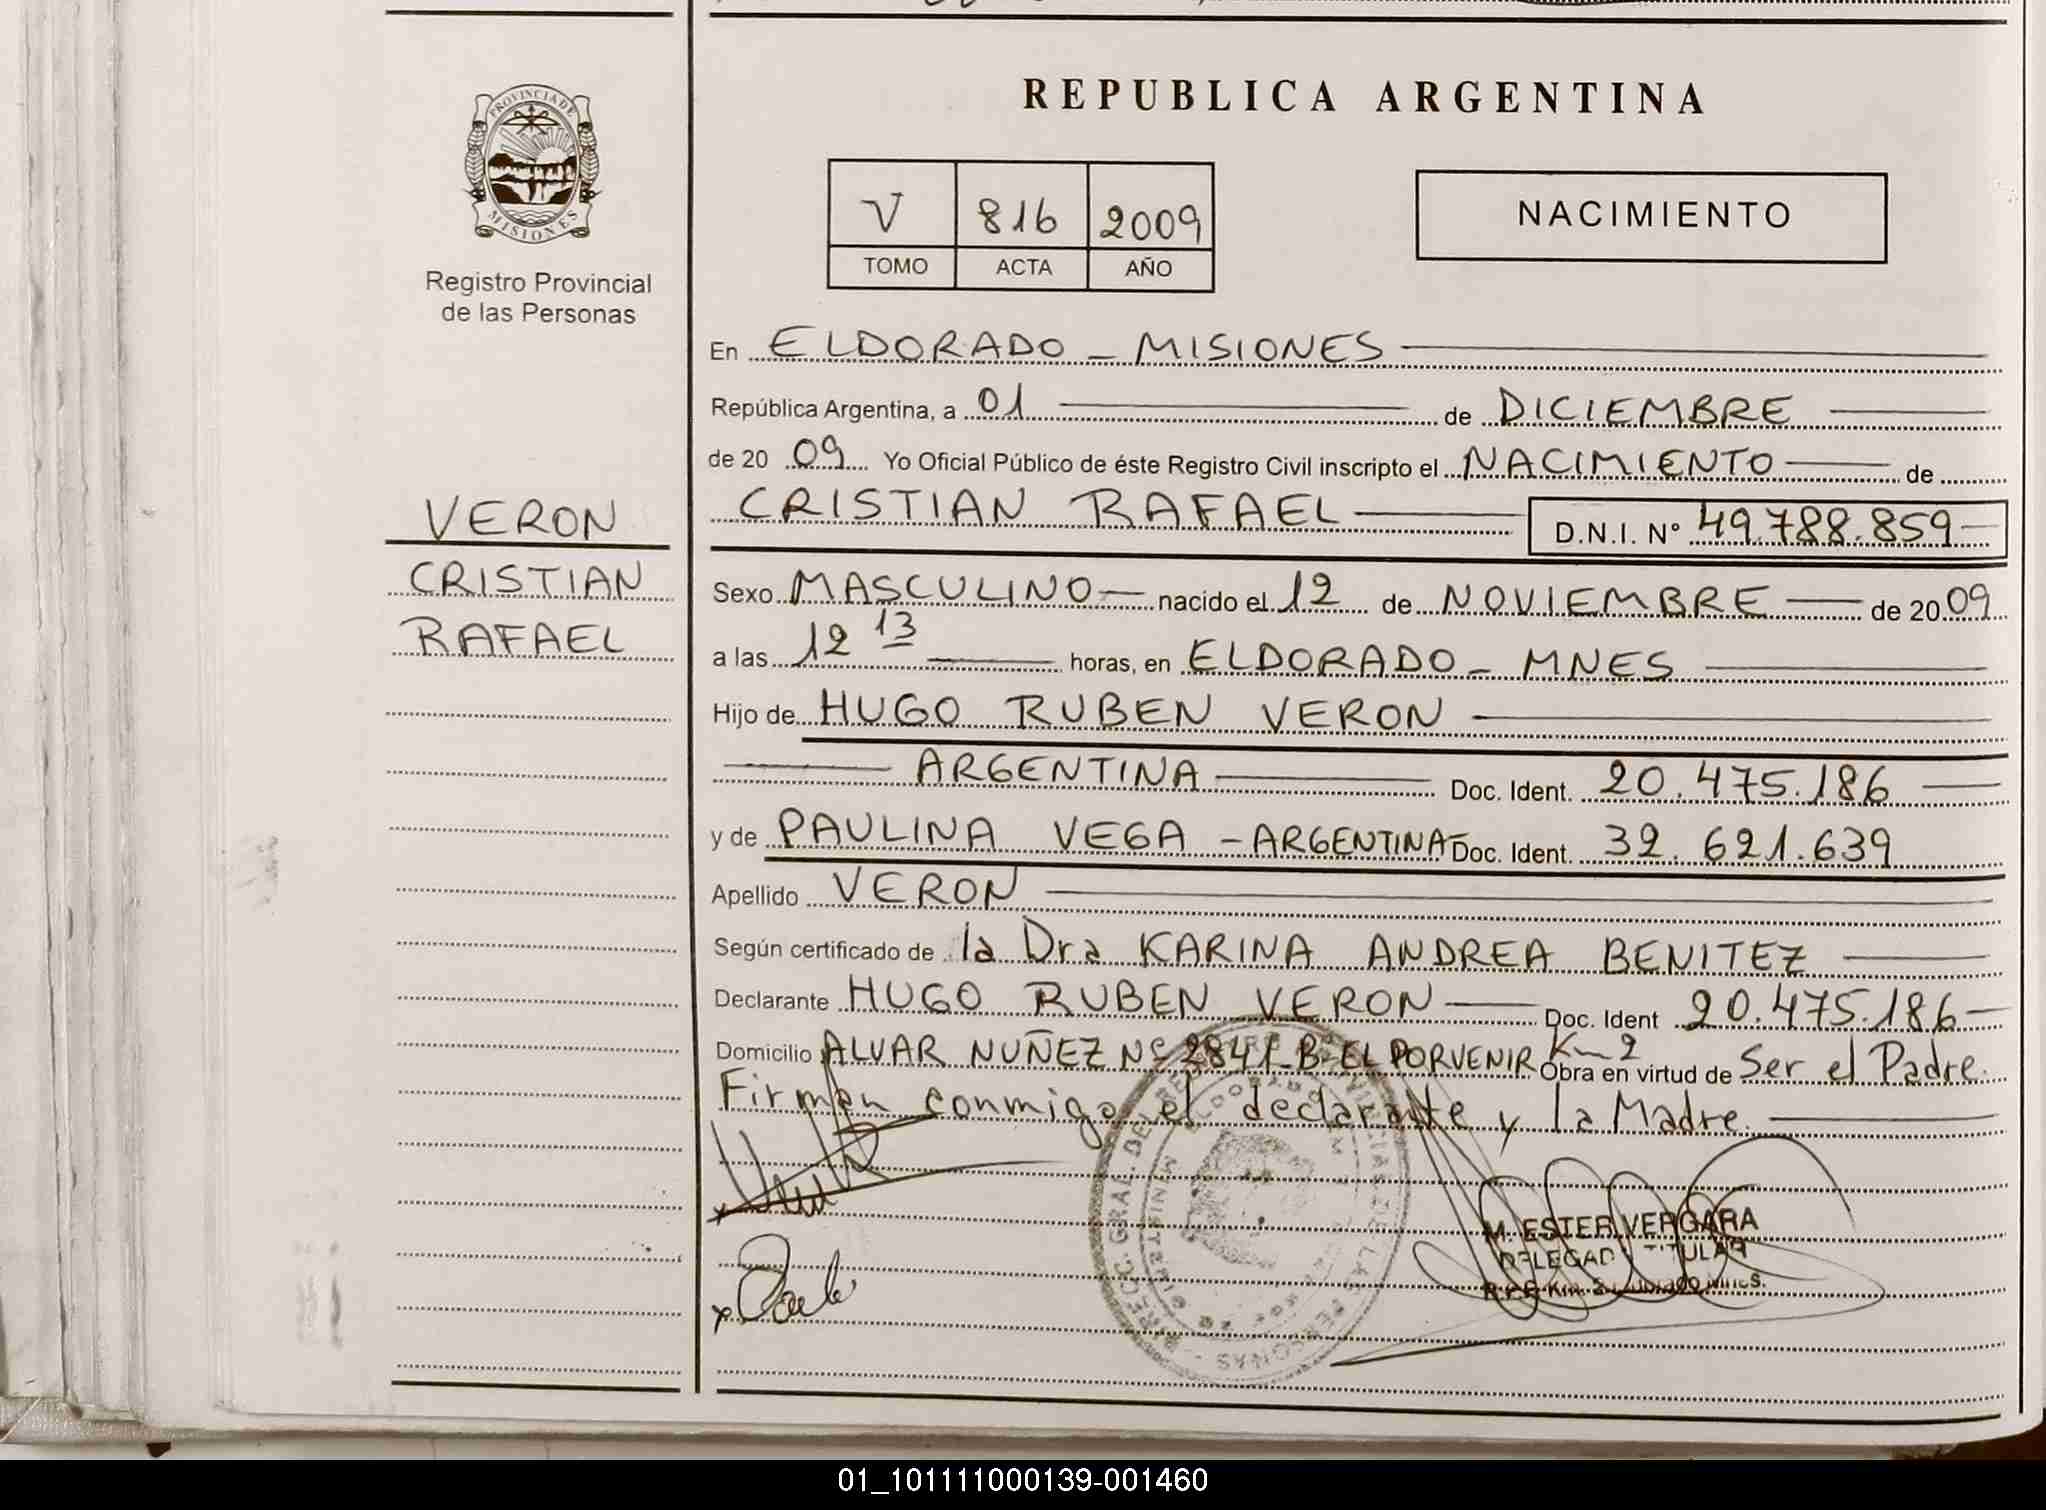 REPUBLICA ARGENTINA
PROVINCIA DE
MISIONES
Registro Provincial
de las Personas
V 816 2009
TOMO ACTA AÑO
NACIMIENTO
En ELDORADO - MISIONES
República Argentina, a 01 de DICIEMBRE
de 20 09 Yo Oficial Público de éste Registro Civil inscripto el NACIMIENTO de
CRISTIAN RAFAEL D.N.I. Nº 49.788.859
VERON
CRISTIAN
RAFAEL
Sexo MASCULINO nacido el 12 de NOVIEMBRE de 2009
a las 12 13 horas, en ELDORADO - MNES
Hijo de HUGO RUBEN VERON
ARGENTINA Doc. Ident. 20.475.186
y de PAULINA VEGA - ARGENTINA - Doc. Ident. 32.621.639
Apellido VERON
Según certificado de la Dra KARINA ANDREA BENITEZ
Declarante HUGO RUBEN VERON Doc. Ident 20.475.186
Domicilio ALVAR NUÑEZ Nº 2841 - B- EL PORVENIR Km 2 Obra en virtud de Ser el Padre.
Firman conmigo el declarante y la Madre.
M. ESTER VERGARA
DELEGADA TITULAR
01_101111000139-001460